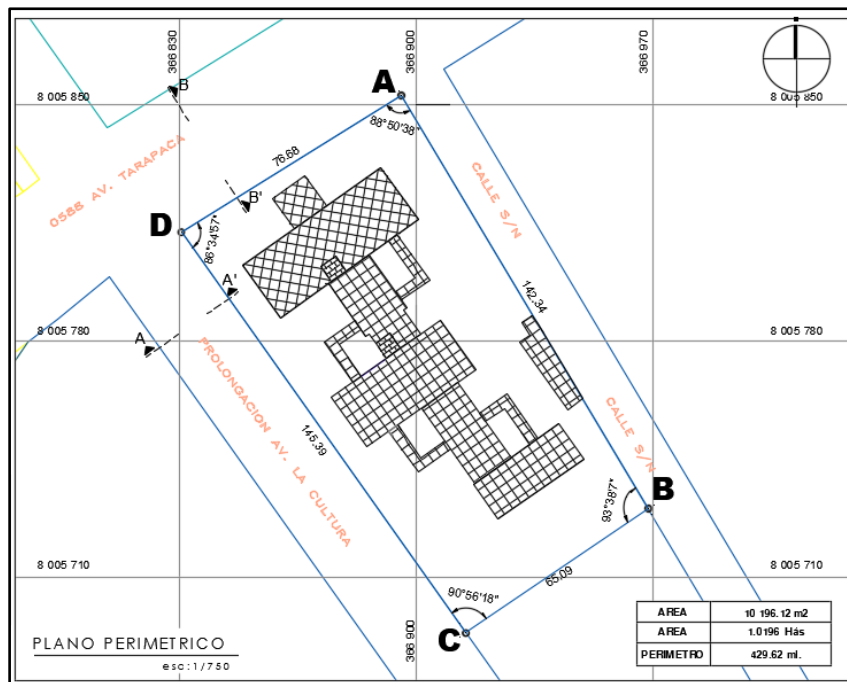 366 830
366 900
366 970
B
A
8 005 850
8 005 850
88°50'38"
76.68
0585 AV. TARAPACA
CALLE S/N
B'
D
86°34'57"
A'
142.34
A
8 005 780
8 005 780
PROLONGACION AV. LA CULTURA
145.39
CALLE S/N
B
93°38'7"
8 005 710
8 005 710
65.09
90°56'18"
C
366 900
PLANO PERIMETRICO
esc:1/750
AREA 10 196.12 m2
AREA 1.0196 Hás
PERIMETRO 429.62 ml.